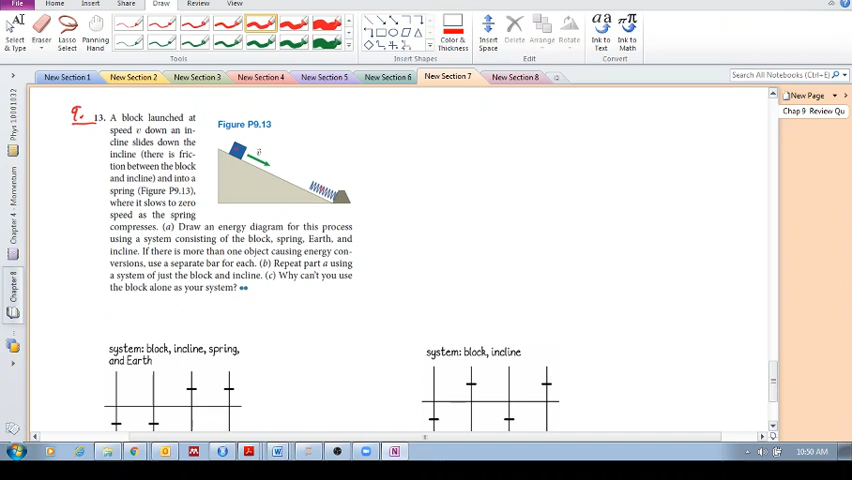 File Home Insert Draw Review View
Select & Type
Eraser
Lasso Select
Panning Hand
Tools
Insert Shapes
Color & Thickness
Insert Space
Delete
Arrange
Rotate
Edit
Ink to Text
Ink to Math
Convert
New Section 1 New Section 2 New Section 3 New Section 4 New Section 5 New Section 6 New Section 7 New Section 8
Search All Notebooks (Ctrl+E)
New Page
Chap 9 Review Qu
Phys 10001032
Chapter 4 - Momentum
Chapter 8
9.
13. A block launched at
speed v down an in-
cline slides down the
incline (there is fric-
tion between the block
and incline) and into a
spring (Figure P9.13),
where it slows to zero
speed as the spring
compresses. (a) Draw an energy diagram for this process
using a system consisting of the block, spring, Earth, and
incline. If there is more than one object causing energy con-
versions, use a separate bar for each. (b) Repeat part a using
a system of just the block and incline. (c) Why can't you use
the block alone as your system? ●●
Figure P9.13
v
system: block, incline, spring,
and Earth
system: block, incline
10:50 AM